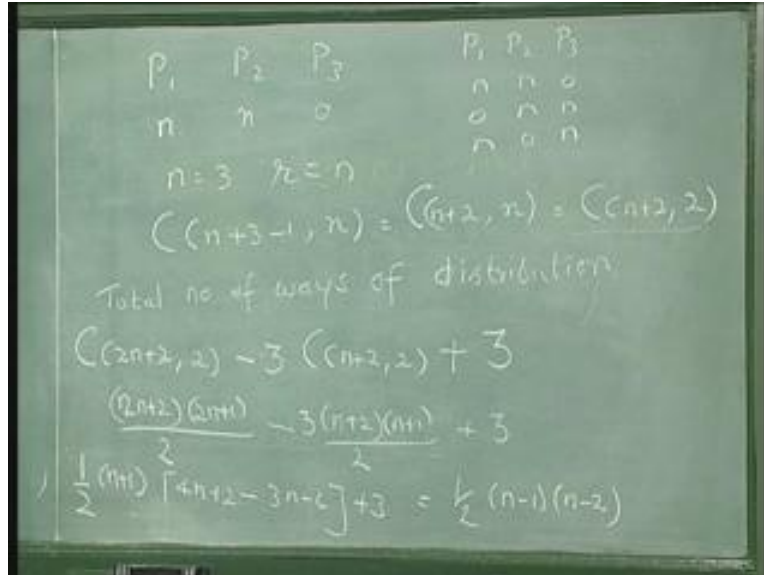 P₁ P₂ P₃
n n 0
P₁ P₂ P₃
n n 0
0 n n
n 0 n
n = 3 r = n
C(n+3-1, n) = C(n+2, n) = C(n+2, 2)
Total no of ways of distribution
C(2n+2, 2) - 3 C(n+2, 2) + 3
(2n+2)(2n+1)/2 - 3(n+2)(n+1)/2 + 3
1/2 (n+1) [4n+2-3n-6] + 3 = 1/2 (n-1)(n-2)